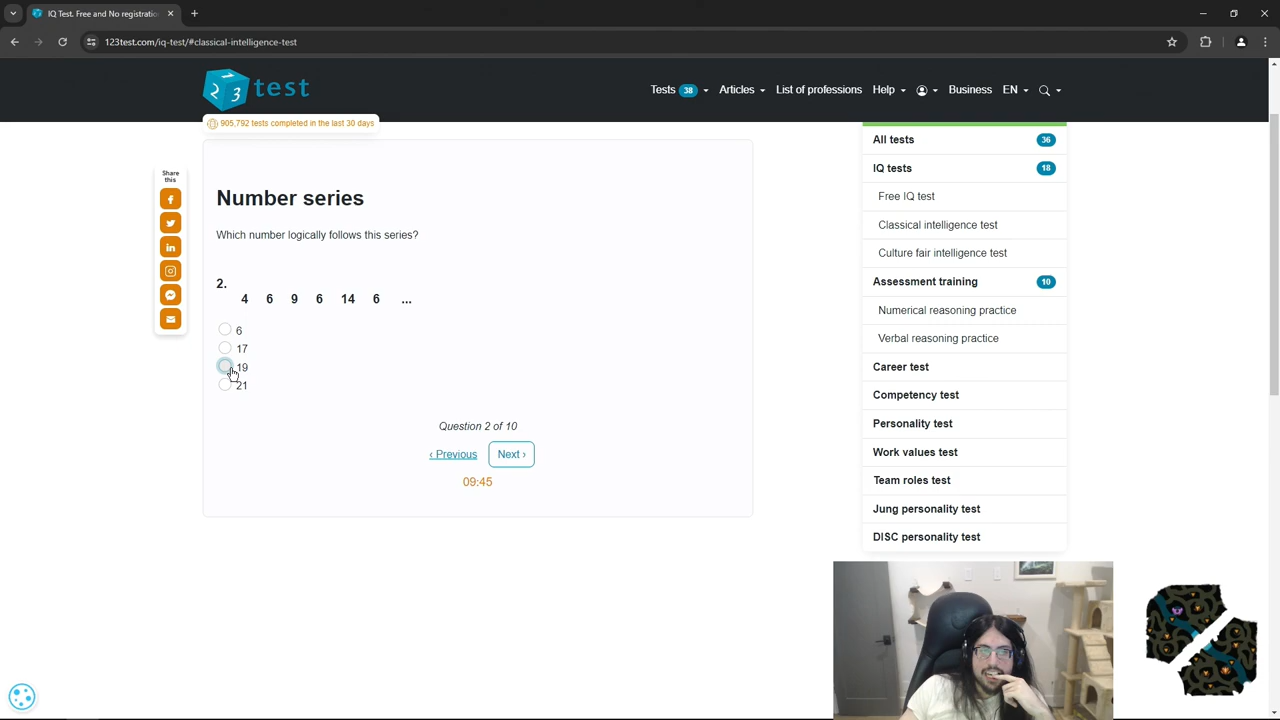 IQ Test. Free and No registratio
123test.com/iq-test/#classical-intelligence-test
123 test
Tests 38
Articles
List of professions
Help
Business
EN
905,792 tests completed in the last 30 days
Share this
Number series
Which number logically follows this series?
2.
4 6 9 6 14 6 ...
6
17
19
21
Question 2 of 10
‹ Previous
Next ›
09:45
All tests 36
IQ tests 18
Free IQ test
Classical intelligence test
Culture fair intelligence test
Assessment training 10
Numerical reasoning practice
Verbal reasoning practice
Career test
Competency test
Personality test
Work values test
Team roles test
Jung personality test
DISC personality test